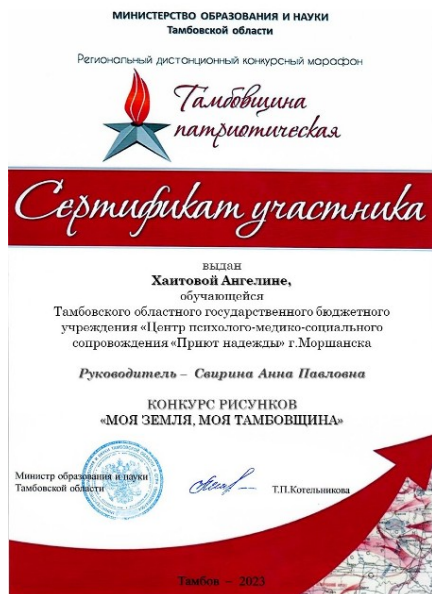 МИНИСТЕРСТВО ОБРАЗОВАНИЯ И НАУКИ
Тамбовской области
Региональный дистанционный конкурсный марафон
Тамбовщина
патриотическая
Сертификат участника
выдан
Хаитовой Ангелине,
обучающейся
Тамбовского областного государственного бюджетного
учреждения «Центр психолого-медико-социального
сопровождения «Приют надежды» г.Моршанска
Руководитель – Свирина Анна Павловна
КОНКУРС РИСУНКОВ
«МОЯ ЗЕМЛЯ, МОЯ ТАМБОВЩИНА»
Министр образования и науки
Тамбовской области
Т.П.Котельникова
Тамбов – 2023